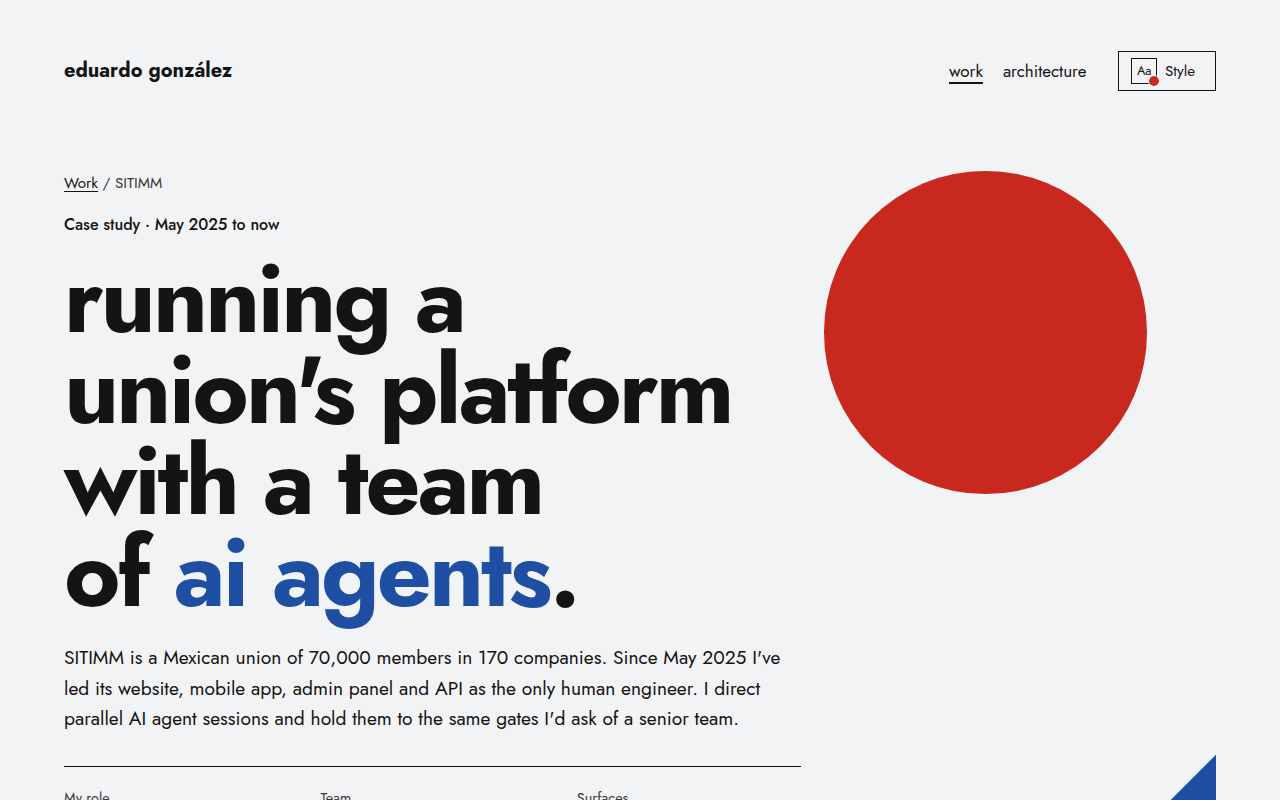 eduardo gonzález
work architecture Aa Style
Work / SITIMM
Case study · May 2025 to now
running a
union's platform
with a team
of ai agents.
SITIMM is a Mexican union of 70,000 members in 170 companies. Since May 2025 I've
led its website, mobile app, admin panel and API as the only human engineer. I direct
parallel AI agent sessions and hold them to the same gates I'd ask of a senior team.
My role Team Surfaces